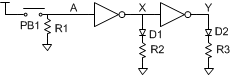 A X Y
PB1 R1 D1 D2
R2 R3